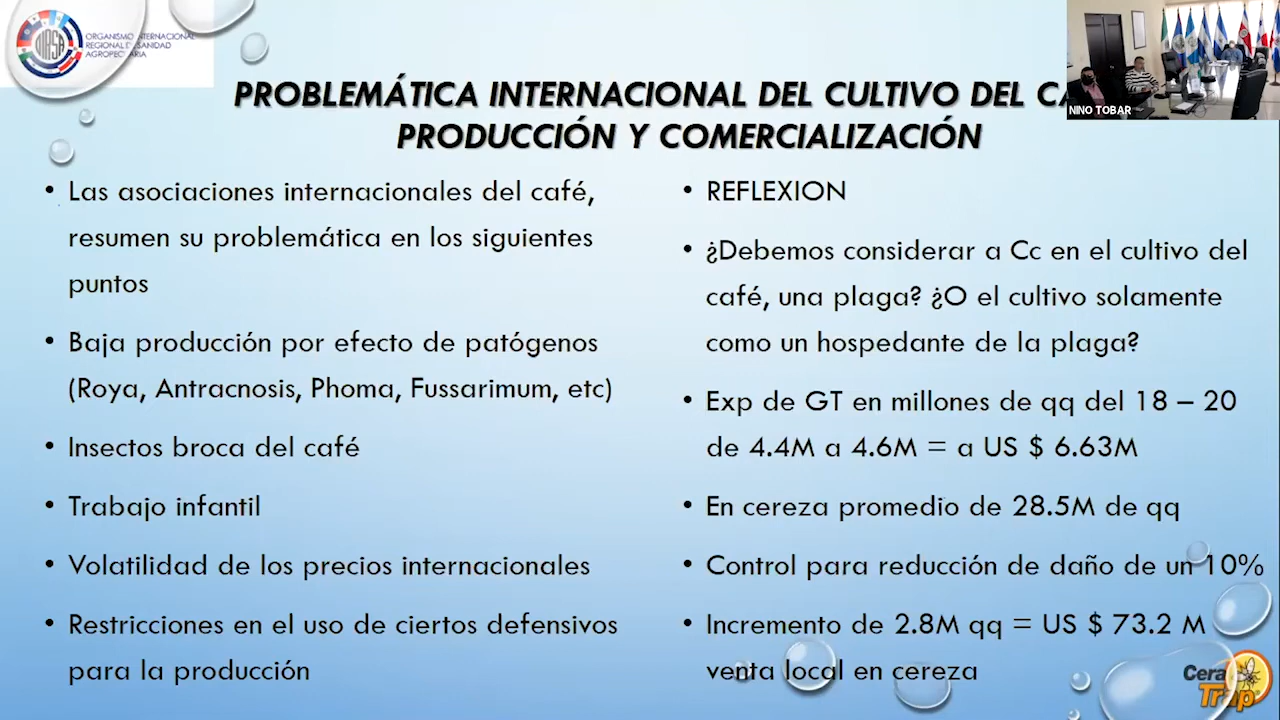 OIRSA
ORGANISMO INTERNACIONAL
REGIONAL DE SANIDAD
AGROPECUARIA
NINO TOBAR
PROBLEMÁTICA INTERNACIONAL DEL CULTIVO DEL
PRODUCCIÓN Y COMERCIALIZACIÓN
• Las asociaciones internacionales del café,
resumen su problemática en los siguientes
puntos
• Baja producción por efecto de patógenos
(Roya, Antracnosis, Phoma, Fussarimum, etc)
• Insectos broca del café
• Trabajo infantil
• Volatilidad de los precios internacionales
• Restricciones en el uso de ciertos defensivos
para la producción
• REFLEXION
• ¿Debemos considerar a Cc en el cultivo del
café, una plaga? ¿O el cultivo solamente
como un hospedante de la plaga?
• Exp de GT en millones de qq del 18 – 20
de 4.4M a 4.6M = a US $ 6.63M
• En cereza promedio de 28.5M de qq
• Control para reducción de daño de un 10%
• Incremento de 2.8M qq = US $ 73.2 M
venta local en cereza
Cera
Trap